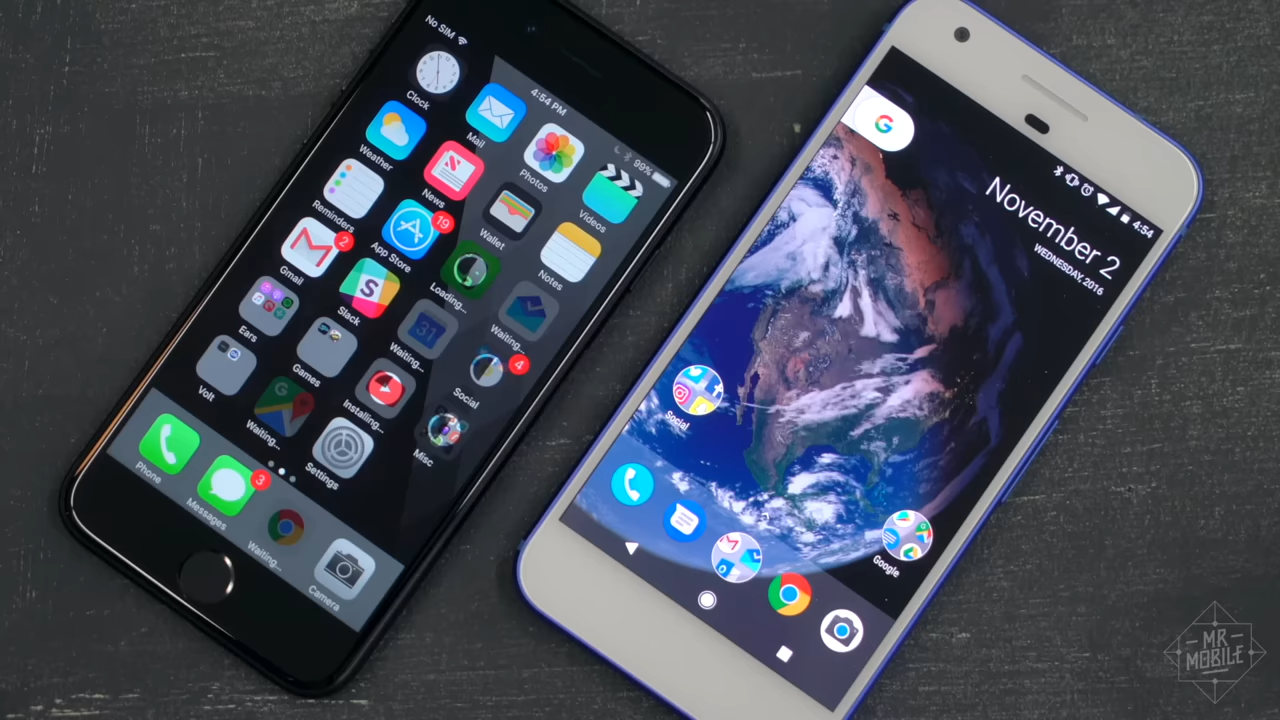 No SIM
4:54 PM
99%
Clock
Mail
Photos
Videos
Weather
News
Wallet
Notes
Reminders
19
App Store
Loading...
Waiting...
2
Gmail
Slack
31
Waiting...
4
Social
Ears
Games
Installing...
Misc
Volt
G
Waiting...
Settings
Phone
3
Messages
Waiting...
Camera
G
4:54
November 2
WEDNESDAY, 2016
Social
Google
MR
MOBILE